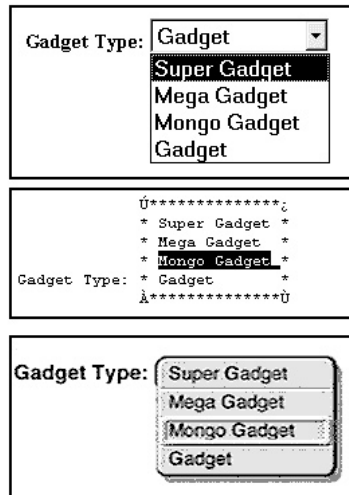 Gadget Type: Gadget
Super Gadget
Mega Gadget
Mongo Gadget
Gadget
Ú**************¿
* Super Gadget *
* Mega Gadget *
* Mongo Gadget *
Gadget Type: * Gadget *
À**************Ù
Gadget Type: Super Gadget
Mega Gadget
Mongo Gadget
Gadget